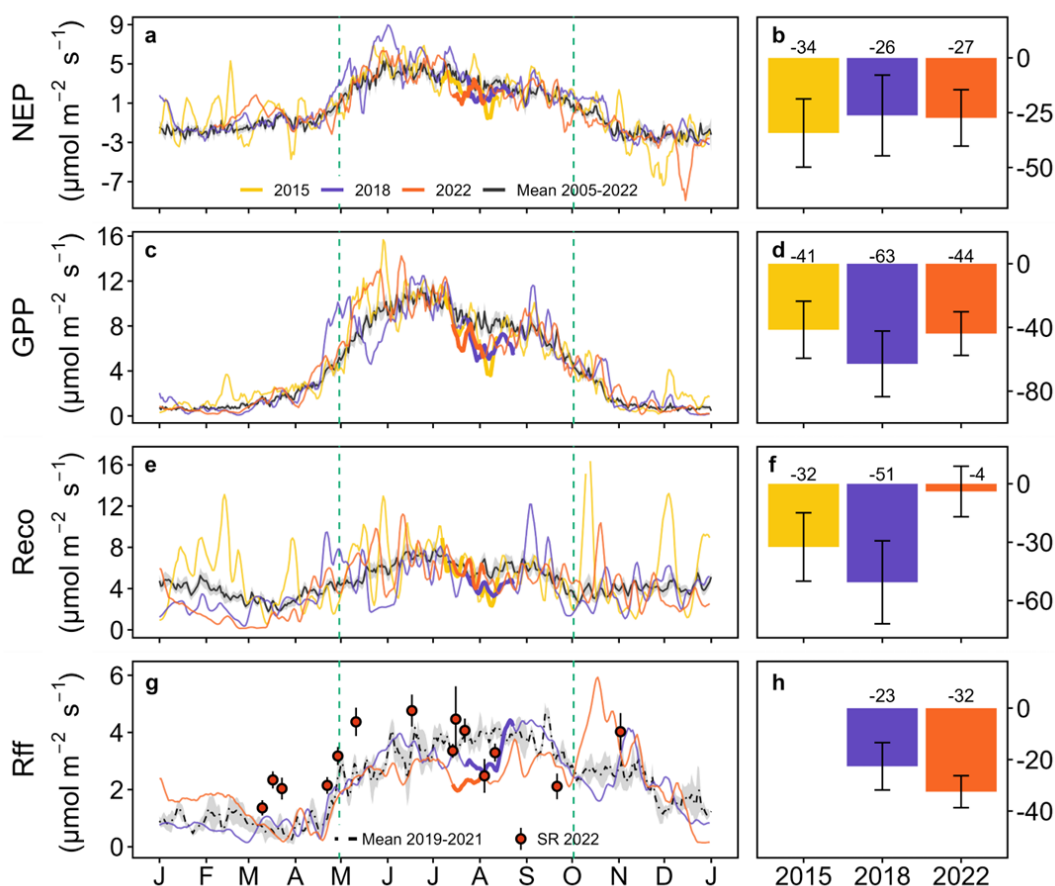 NEP
(μmol m⁻² s⁻¹)
9
5
1
-3
-7
a
2015 2018 2022 Mean 2005-2022
b
-34 -26 -27
0
-25
-50
GPP
(μmol m⁻² s⁻¹)
16
12
8
4
0
c
d
-41 -63 -44
0
-40
-80
Reco
(μmol m⁻² s⁻¹)
16
12
8
4
0
e
f
-32 -51 -4
0
-30
-60
Rff
(μmol m⁻² s⁻¹)
6
4
2
0
g
Mean 2019-2021 SR 2022
h
-23 -32
0
-20
-40
J F M A M J J A S O N D J
2015 2018 2022